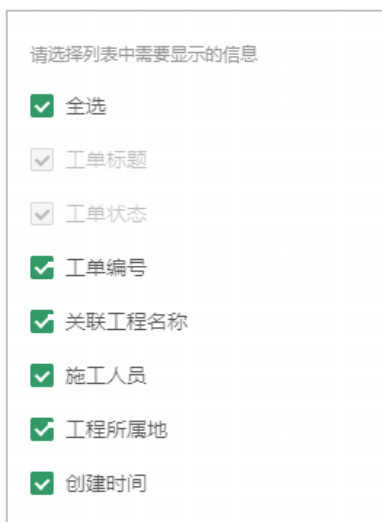 请选择列表中需要显示的信息
全选
工单标题
工单状态
工单编号
关联工程名称
施工人员
工程所属地
创建时间